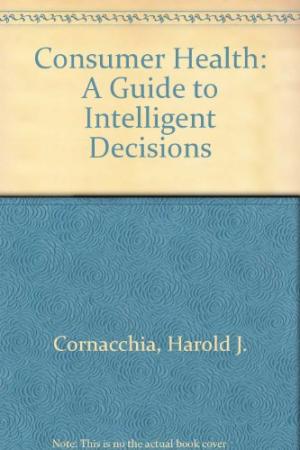 Consumer Health:
A Guide to
Intelligent
Decisions
Cornacchia, Harold J.
Note: This is no the actual book cover